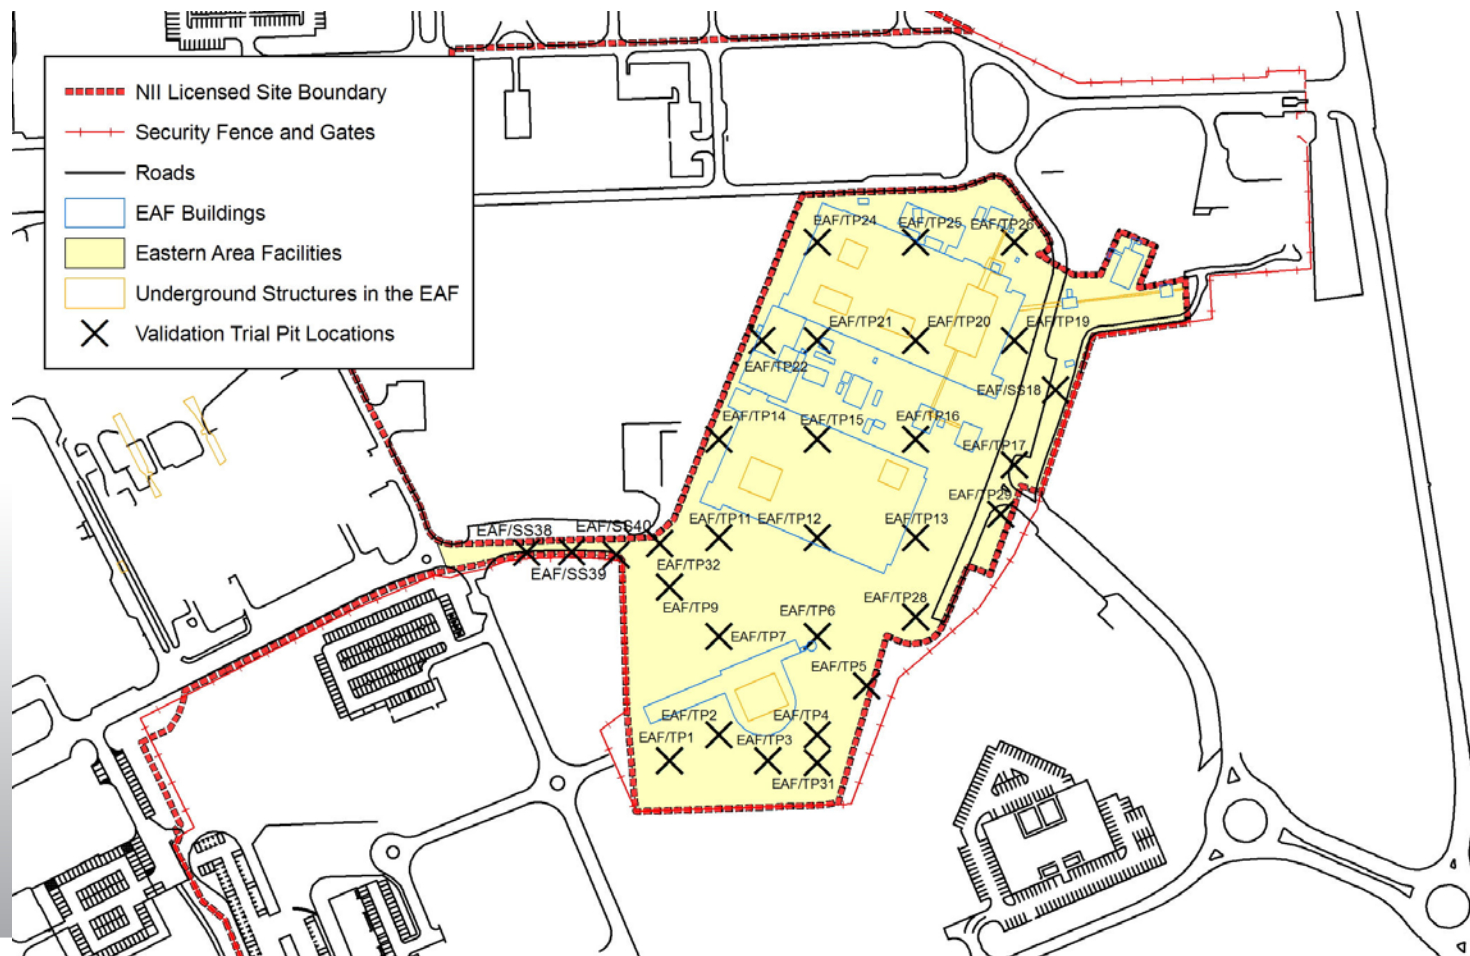 NII Licensed Site Boundary
Security Fence and Gates
Roads
EAF Buildings
Eastern Area Facilities
Underground Structures in the EAF
Validation Trial Pit Locations
EAF/TP24
EAF/TP25
EAF/TP26
EAF/TP21
EAF/TP20
EAF/TP19
EAF/TP22
EAF/SS18
EAF/TP14
EAF/TP15
EAF/TP16
EAF/TP17
EAF/TP29
EAF/SS38
EAF/SS40
EAF/TP11
EAF/TP12
EAF/TP13
EAF/SS39
EAF/TP32
EAF/TP9
EAF/TP28
EAF/TP7
EAF/TP6
EAF/TP5
EAF/TP2
EAF/TP4
EAF/TP1
EAF/TP3
EAF/TP31